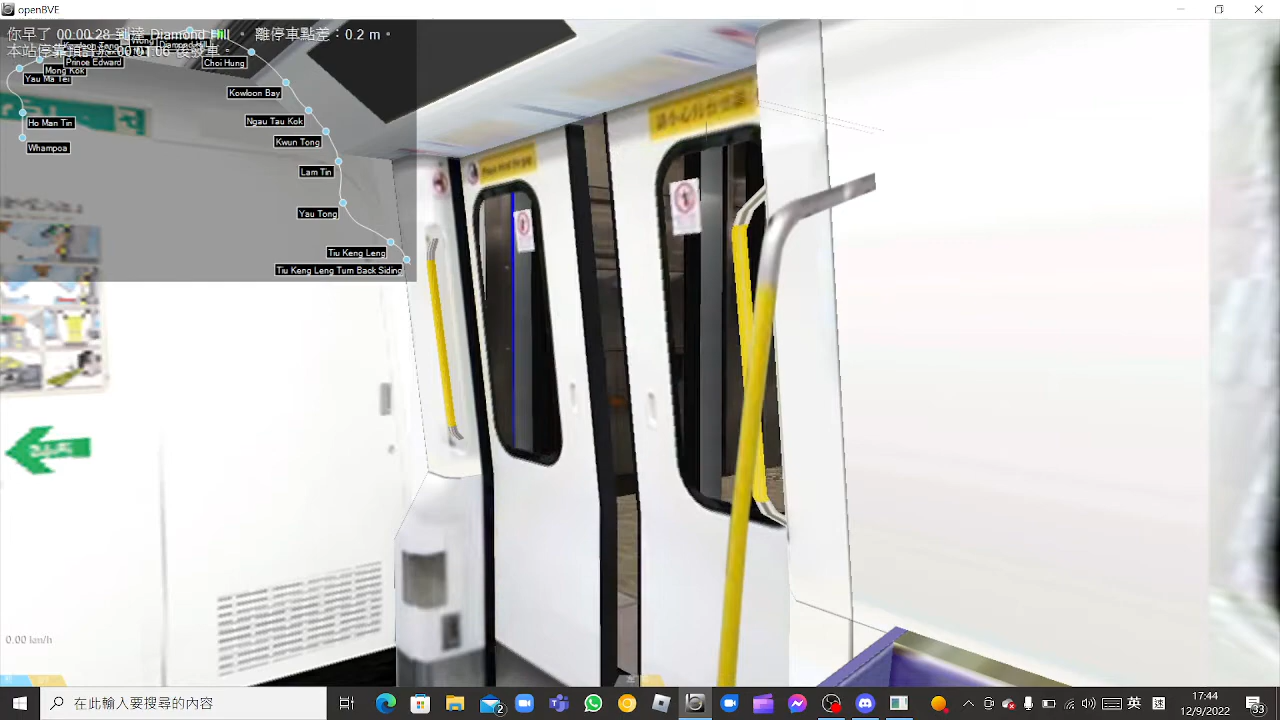 openBVE
你早了 00:00:28 到達 Diamond Hill 。 離停車點差：0.2 m。
Choi Hung
Prince Edward
Mong Kok
Yau Ma Tei
Kowloon Bay
Ngau Tau Kok
Ho Man Tin
Kwun Tong
Whampoa
Lam Tin
Yau Tong
Tiu Keng Leng
Tiu Keng Leng Turn Back Siding
0.00 km/h
在此輸入要搜尋的內容
2
英
17:44
12/9/2022